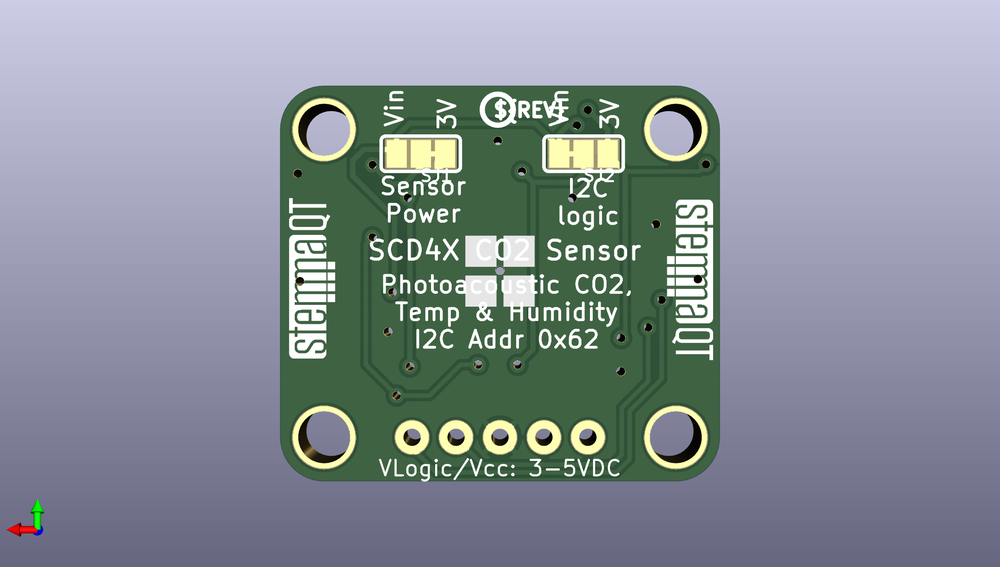 Vin
3V
${REV}
Vin
3V
SJ1
SJ2
Sensor
Power
I2C
logic
stemmaQT
stemmaQT
SCD4X CO2 Sensor
Photoacoustic CO2,
Temp & Humidity
I2C Addr 0x62
VLogic/Vcc: 3-5VDC